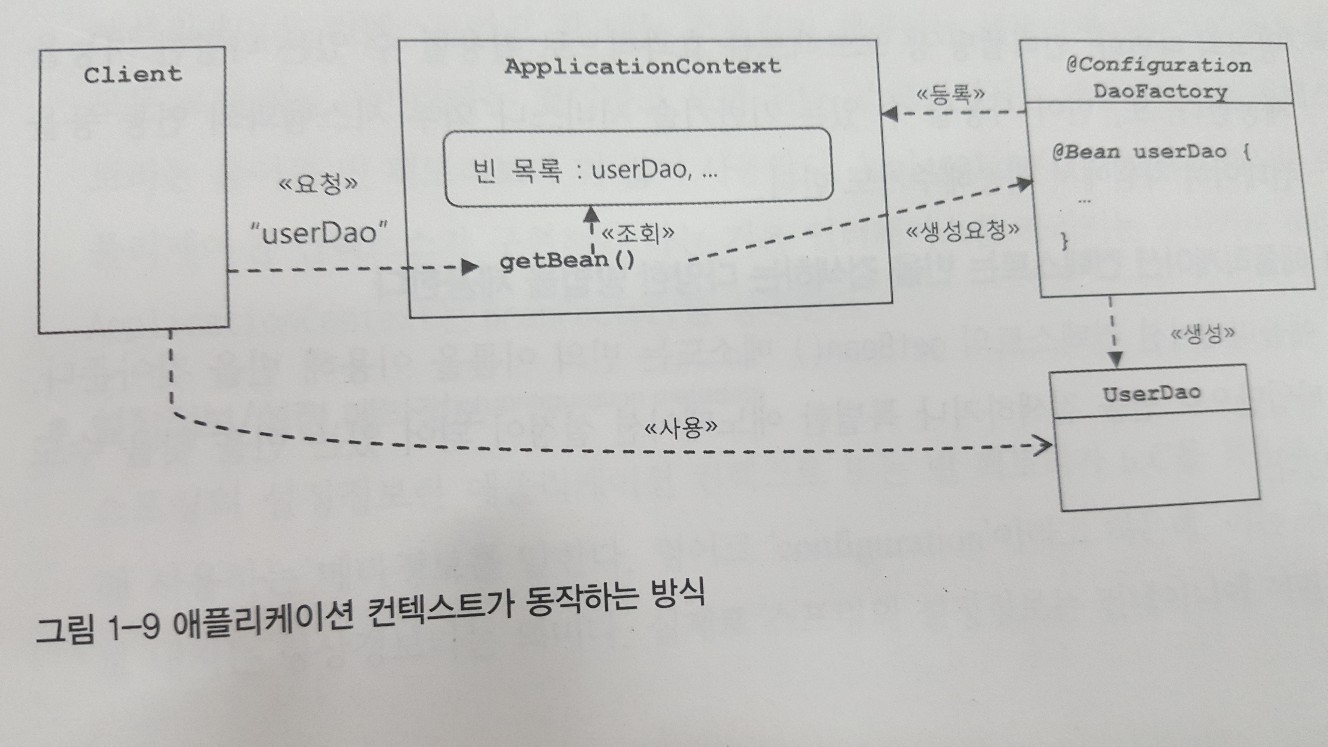 Client
ApplicationContext
@Configuration
DaoFactory
«등록»
@Bean userDao {
...
}
빈 목록 : userDao, ...
«요청»
"userDao"
«조회»
getBean()
«생성요청»
«생성»
UserDao
«사용»
그림 1-9 애플리케이션 컨텍스트가 동작하는 방식